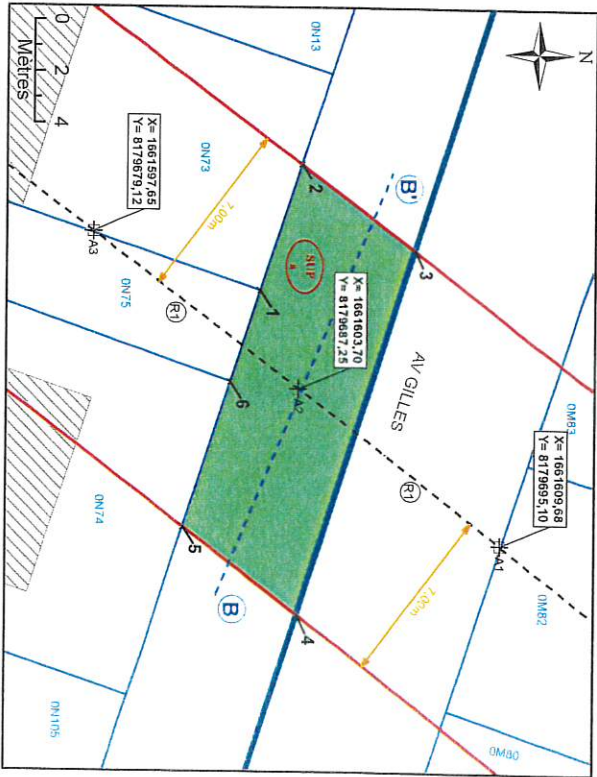 N
0N13
0
2
4
Mètres
0N73
X= 1661597,65
Y= 8179679,12
A3
0N75
R1
7,00m
2
B'
3
SUP
1
X= 1661603,70
Y= 8179687,25
A2
6
AV GILLES
R1
0M83
X= 1661609,68
Y= 8179695,10
A1
0M82
7,00m
0N74
5
B
4
0M80
0N105